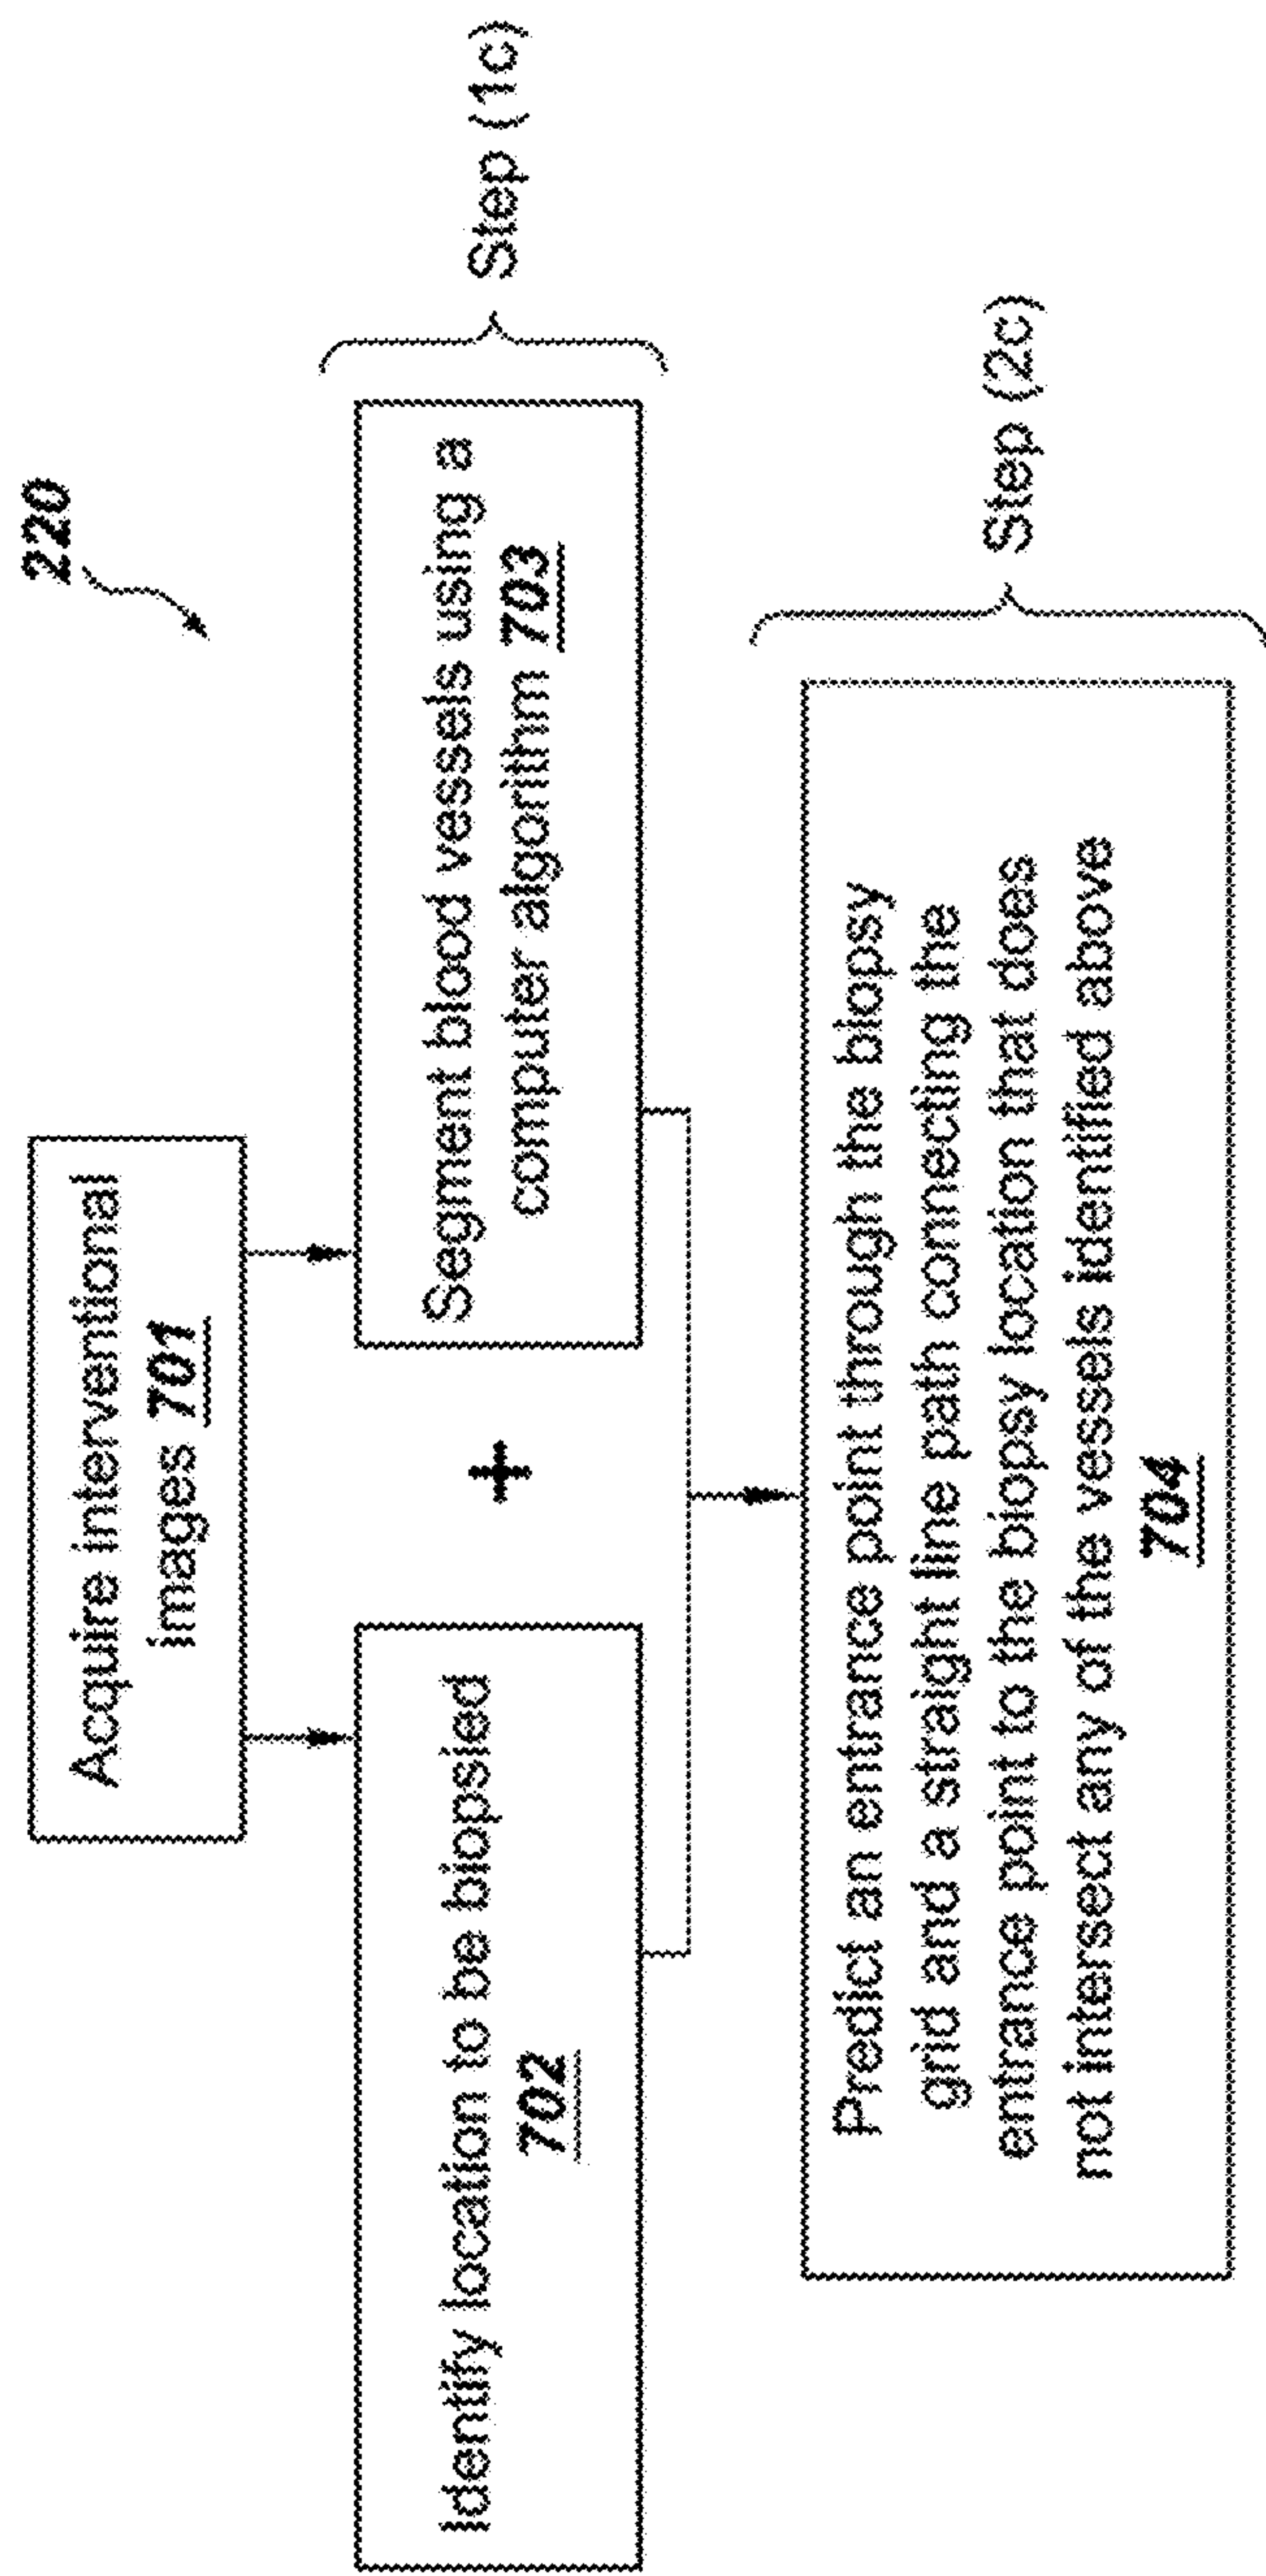 220
Acquire interventional
images 701
Identify location to be biopsied
702
+
Segment blood vessels using a
computer algorithm 703
Step (1c)
Predict an entrance point through the biopsy
grid and a straight line path connecting the
entrance point to the biopsy location that does
not intersect any of the vessels identified above
704
Step (2c)